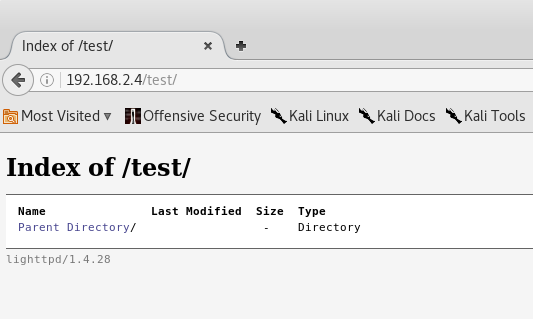 Index of /test/
192.168.2.4/test/
Most Visited Offensive Security Kali Linux Kali Docs Kali Tools
Index of /test/
Name Last Modified Size Type
Parent Directory/ - Directory
lighttpd/1.4.28